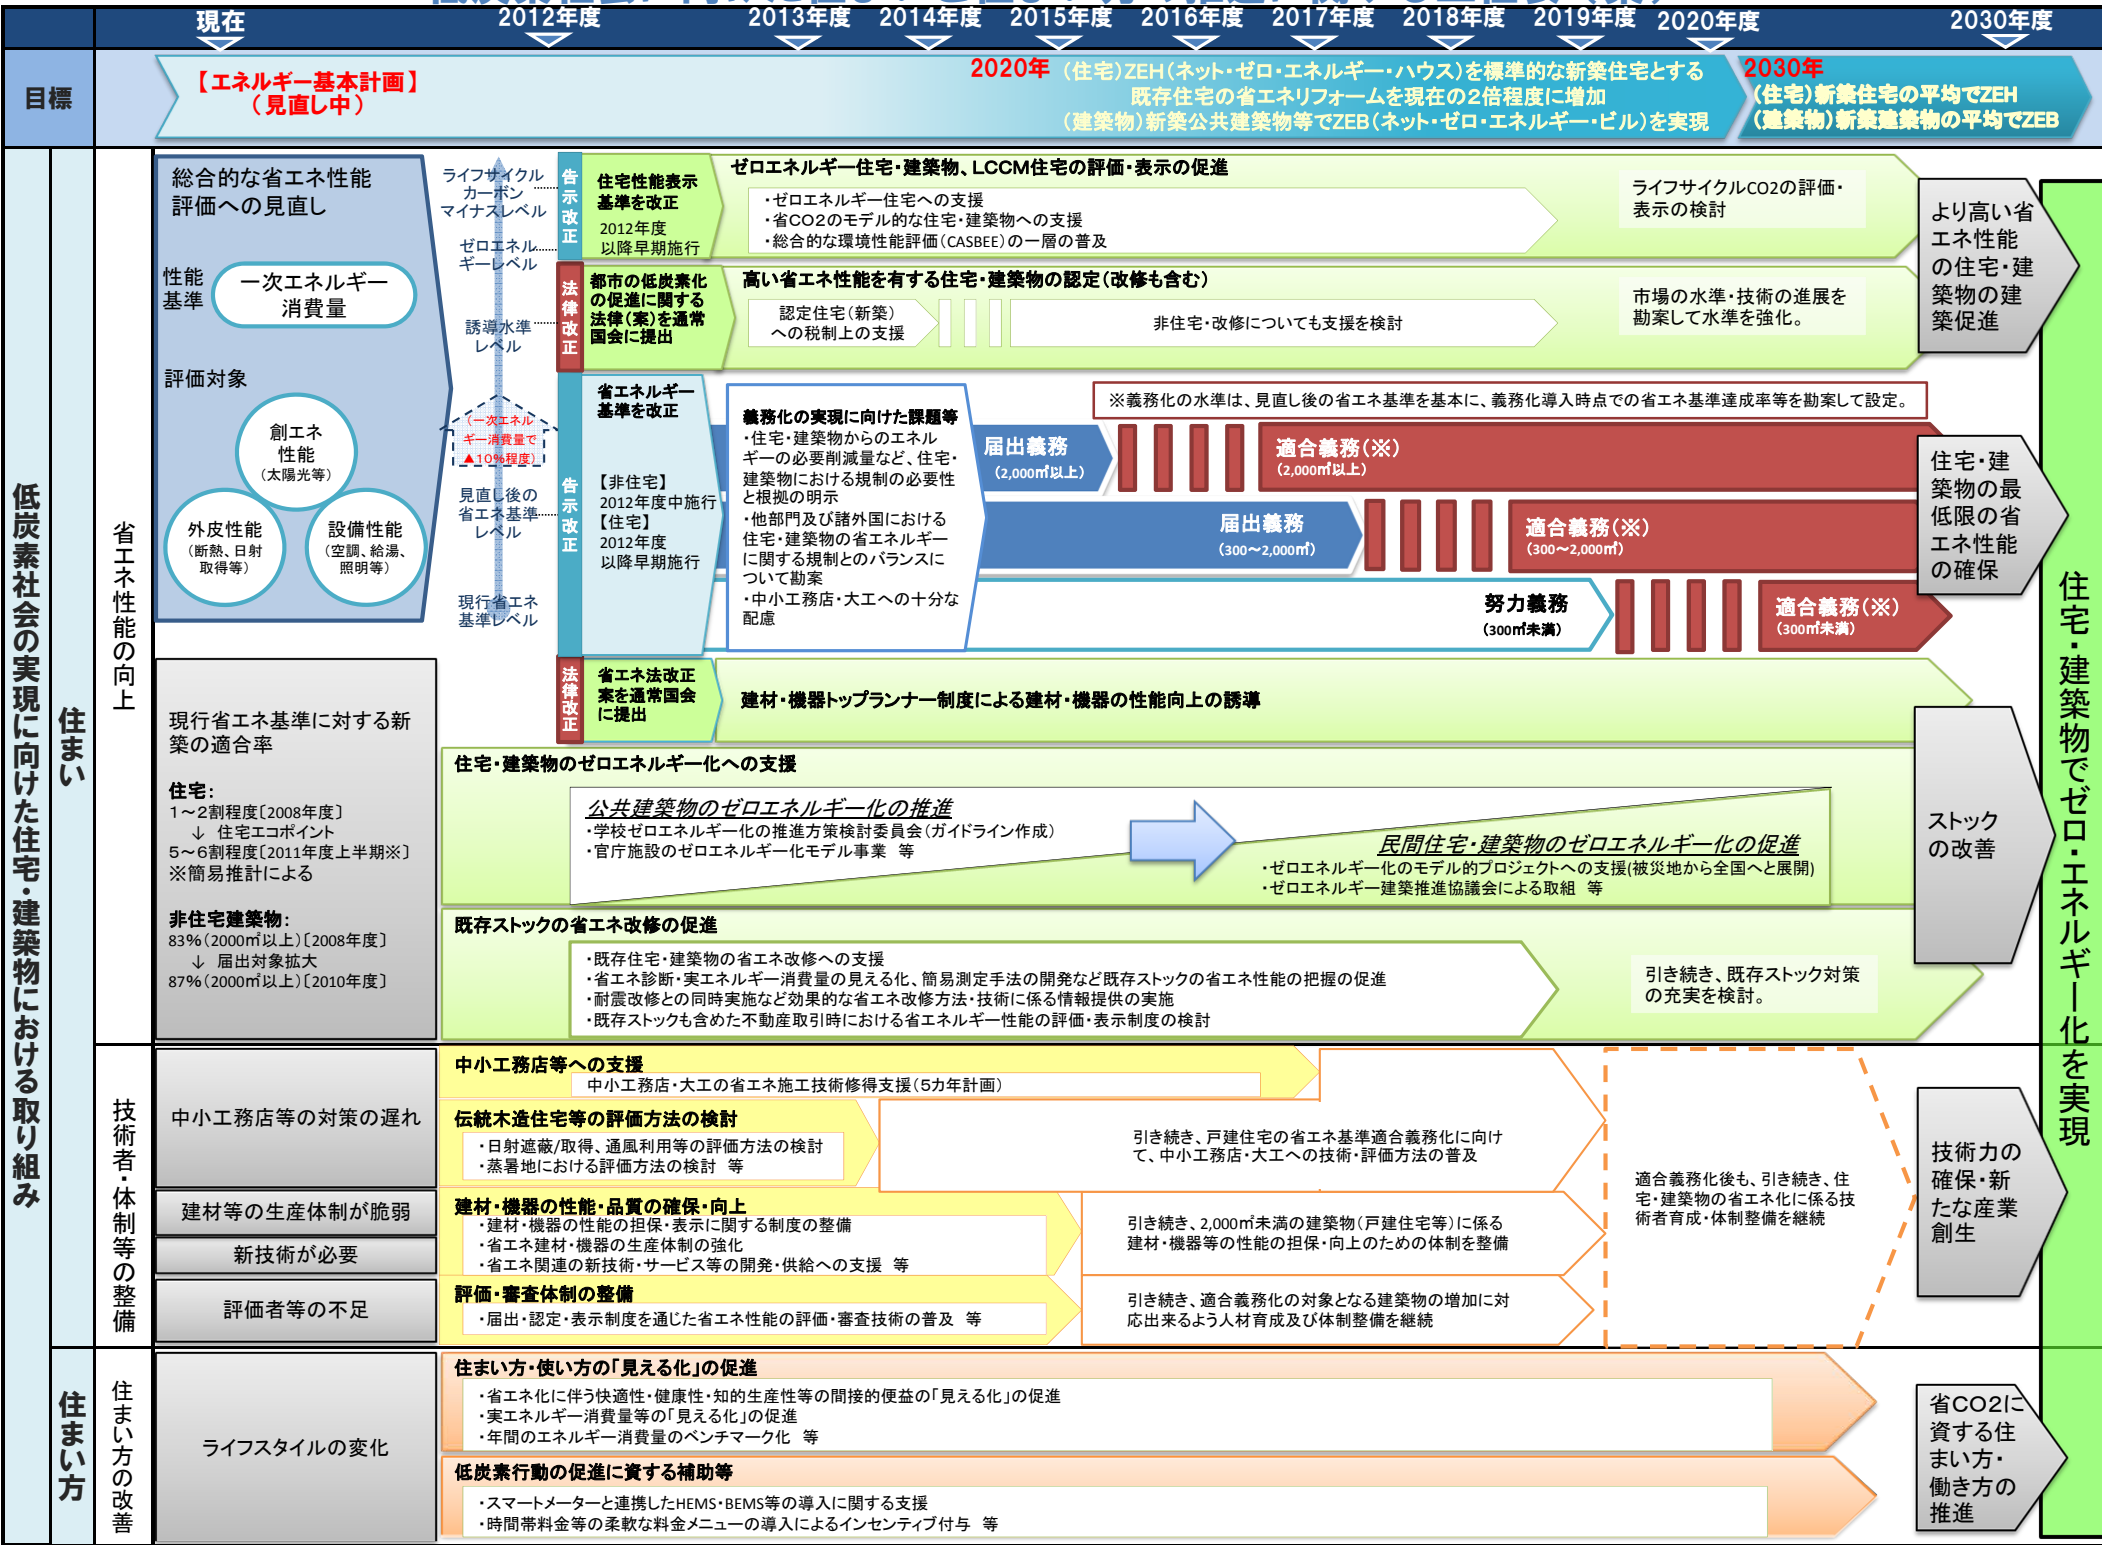 現在
2012年度
2013年度
2014年度
2015年度
2016年度
2017年度
2018年度
2019年度
2020年度
2030年度
目標
【エネルギー基本計画】
（見直し中）
2020年
（住宅）ZEH（ネット・ゼロ・エネルギー・ハウス）を標準的な新築住宅とする
既存住宅の省エネリフォームを現在の2倍程度に増加
（建築物）新築公共建築物等でZEB（ネット・ゼロ・エネルギー・ビル）を実現
2030年
（住宅）新築住宅の平均でZEH
（建築物）新築建築物の平均でZEB
低炭素社会の実現に向けた住宅・建築物における取り組み
住まい
省エネ性能の向上
総合的な省エネ性能
評価への見直し
性能
基準
一次エネルギー
消費量
評価対象
創エネ
性能
（太陽光等）
外皮性能
（断熱、日射
取得等）
設備性能
（空調、給湯、
照明等）
ライフサイクル
カーボン
マイナスレベル
ゼロエネル
ギーレベル
誘導水準
レベル
（一次エネル
ギー消費量で
▲10%程度）
見直し後の
省エネ基準
レベル
現行省エネ
基準レベル
告示改正
住宅性能表示
基準を改正
2012年度
以降早期施行
ゼロエネルギー住宅・建築物、LCCM住宅の評価・表示の促進
・ゼロエネルギー住宅への支援
・省CO2のモデル的な住宅・建築物への支援
・総合的な環境性能評価（CASBEE）の一層の普及
ライフサイクルCO2の評価・
表示の検討
法律改正
都市の低炭素化
の促進に関する
法律（案）を通常
国会に提出
高い省エネ性能を有する住宅・建築物の認定（改修も含む）
認定住宅（新築）
への税制上の支援
非住宅・改修についても支援を検討
市場の水準・技術の進展を
勘案して水準を強化。
より高い省
エネ性能
の住宅・建
築物の建
築促進
告示改正
省エネルギー
基準を改正
【非住宅】
2012年度中施行
【住宅】
2012年度
以降早期施行
義務化の実現に向けた課題等
・住宅・建築物からのエネル
ギーの必要削減量など、住宅・
建築物における規制の必要性
と根拠の明示
・他部門及び諸外国における
住宅・建築物の省エネルギー
に関する規制とのバランスに
ついて勘案
・中小工務店・大工への十分な
配慮
※義務化の水準は、見直し後の省エネ基準を基本に、義務化導入時点での省エネ基準達成率等を勘案して設定。
届出義務
（2,000㎡以上）
適合義務（※）
（2,000㎡以上）
届出義務
（300～2,000㎡）
適合義務（※）
（300～2,000㎡）
努力義務
（300㎡未満）
適合義務（※）
（300㎡未満）
住宅・建
築物の最
低限の省
エネ性能
の確保
法律改正
省エネ法改正
案を通常国会
に提出
建材・機器トップランナー制度による建材・機器の性能向上の誘導
現行省エネ基準に対する新
築の適合率
住宅：
1～2割程度〔2008年度〕
↓ 住宅エコポイント
5～6割程度〔2011年度上半期※〕
※簡易推計による
非住宅建築物：
83%（2000㎡以上）〔2008年度〕
↓ 届出対象拡大
87%（2000㎡以上）〔2010年度〕
住宅・建築物のゼロエネルギー化への支援
公共建築物のゼロエネルギー化の推進
・学校ゼロエネルギー化の推進方策検討委員会（ガイドライン作成）
・官庁施設のゼロエネルギー化モデル事業 等
民間住宅・建築物のゼロエネルギー化の促進
・ゼロエネルギー化のモデル的プロジェクトへの支援(被災地から全国へと展開)
・ゼロエネルギー建築推進協議会による取組 等
既存ストックの省エネ改修の促進
・既存住宅・建築物の省エネ改修への支援
・省エネ診断・実エネルギー消費量の見える化、簡易測定手法の開発など既存ストックの省エネ性能の把握の促進
・耐震改修との同時実施など効果的な省エネ改修方法・技術に係る情報提供の実施
・既存ストックも含めた不動産取引時における省エネルギー性能の評価・表示制度の検討
引き続き、既存ストック対策
の充実を検討。
ストック
の改善
住宅・建築物でゼロ・エネルギー化を実現
技術者・体制等の整備
中小工務店等の対策の遅れ
建材等の生産体制が脆弱
新技術が必要
評価者等の不足
中小工務店等への支援
中小工務店・大工の省エネ施工技術修得支援（5カ年計画）
伝統木造住宅等の評価方法の検討
・日射遮蔽/取得、通風利用等の評価方法の検討
・蒸暑地における評価方法の検討 等
引き続き、戸建住宅の省エネ基準適合義務化に向け
て、中小工務店・大工への技術・評価方法の普及
建材・機器の性能・品質の確保・向上
・建材・機器の性能の担保・表示に関する制度の整備
・省エネ建材・機器の生産体制の強化
・省エネ関連の新技術・サービス等の開発・供給への支援 等
引き続き、2,000㎡未満の建築物（戸建住宅等）に係る
建材・機器等の性能の担保・向上のための体制を整備
評価・審査体制の整備
・届出・認定・表示制度を通じた省エネ性能の評価・審査技術の普及 等
引き続き、適合義務化の対象となる建築物の増加に対
応出来るよう人材育成及び体制整備を継続
適合義務化後も、引き続き、住
宅・建築物の省エネ化に係る技
術者育成・体制整備を継続
技術力の
確保・新
たな産業
創生
住まい方
住まい方の改善
ライフスタイルの変化
住まい方・使い方の「見える化」の促進
・省エネ化に伴う快適性・健康性・知的生産性等の間接的便益の「見える化」の促進
・実エネルギー消費量等の「見える化」の促進
・年間のエネルギー消費量のベンチマーク化 等
低炭素行動の促進に資する補助等
・スマートメーターと連携したHEMS・BEMS等の導入に関する支援
・時間帯料金等の柔軟な料金メニューの導入によるインセンティブ付与 等
省CO2に
資する住
まい方・
働き方の
推進